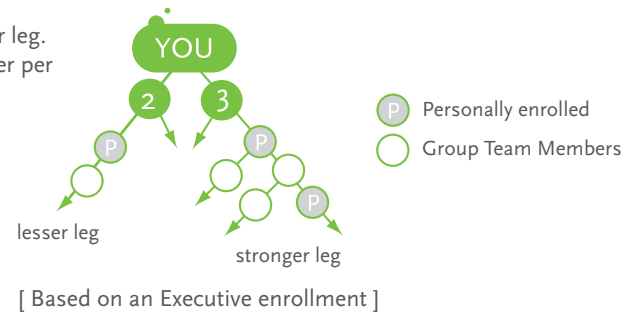 r leg.
er per
YOU
2 3
P
P
P
lesser leg
stronger leg
P Personally enrolled
Group Team Members
[ Based on an Executive enrollment ]